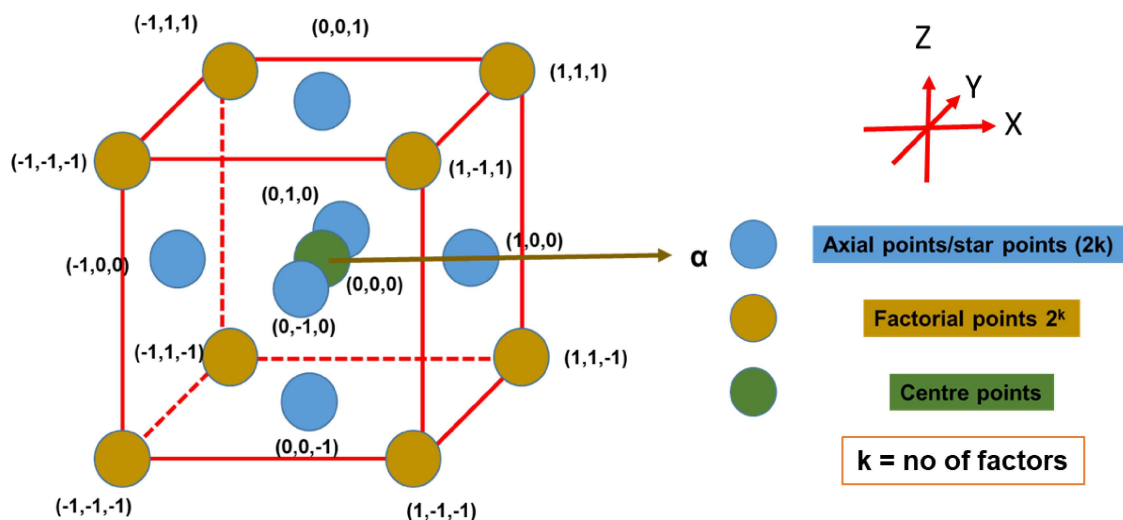 (-1,1,1)
(0,0,1)
(1,1,1)
(-1,-1,-1)
(1,-1,1)
(0,1,0)
(-1,0,0)
(1,0,0)
(0,0,0)
(0,-1,0)
(-1,1,-1)
(1,1,-1)
(0,0,-1)
(-1,-1,-1)
(1,-1,-1)
Z
Y
X
α
Axial points/star points (2k)
Factorial points 2ᵏ
Centre points
k = no of factors